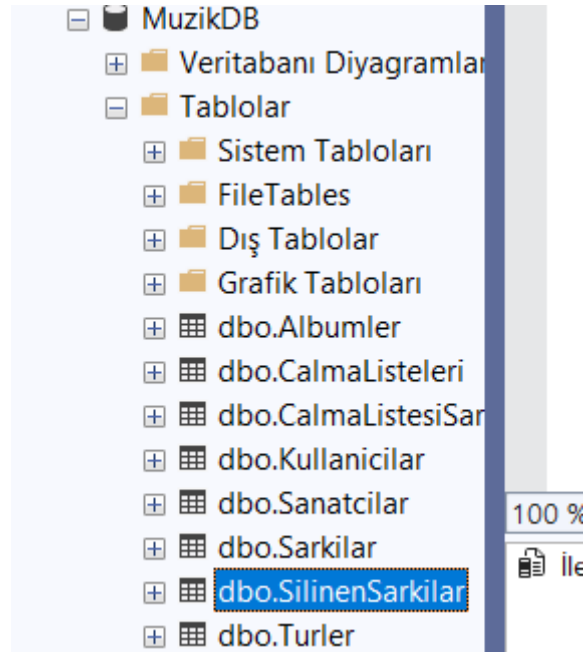 MuzikDB
Veritabanı Diyagramlar
Tablolar
Sistem Tabloları
FileTables
Dış Tablolar
Grafik Tabloları
dbo.Albumler
dbo.CalmaListeleri
dbo.CalmaListesiSar
dbo.Kullanicilar
dbo.Sanatcilar
dbo.Sarkilar
dbo.SilinenSarkilar
dbo.Turler
100 %
İle